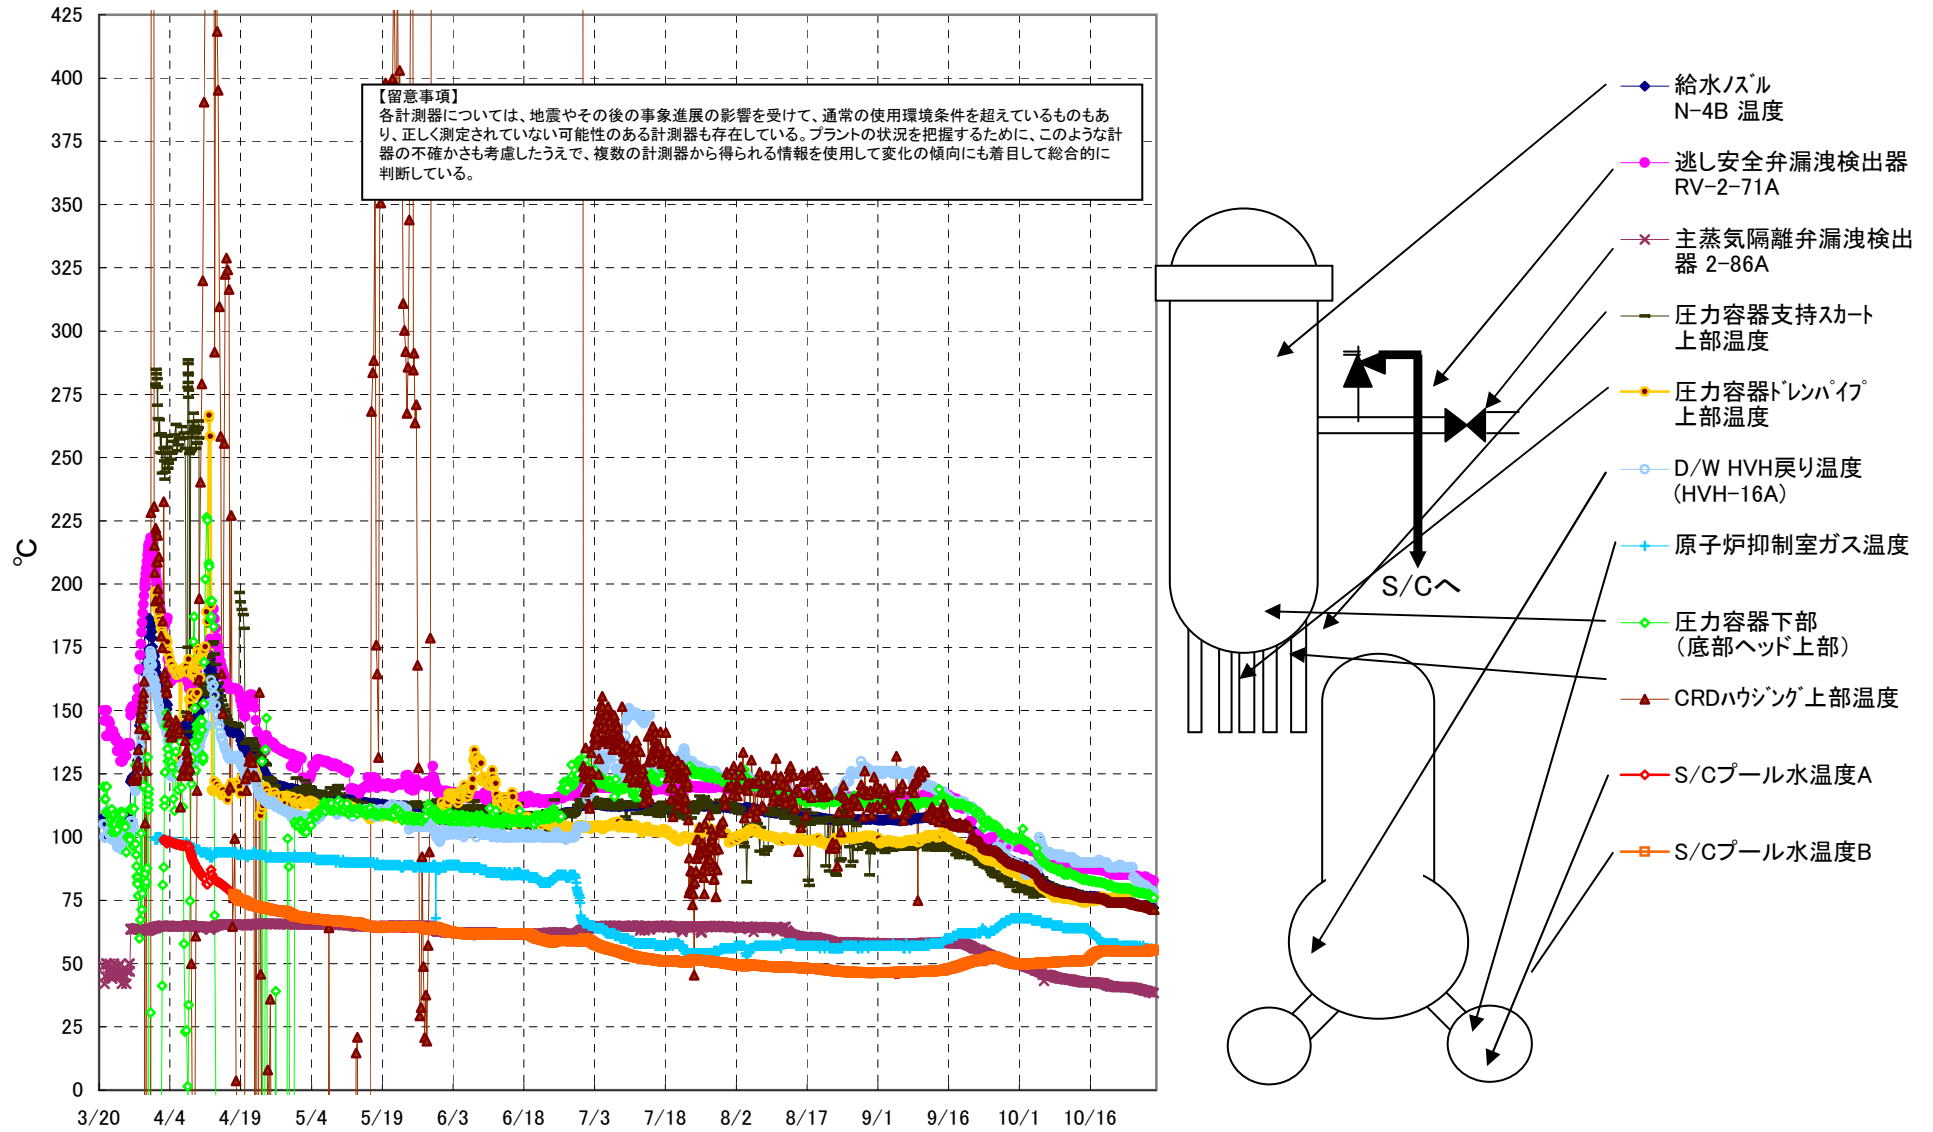 425
400
375
350
325
300
275
250
225
200
175
150
125
100
75
50
25
0
℃
3/20 4/4 4/19 5/4 5/19 6/3 6/18 7/3 7/18 8/2 8/17 9/1 9/16 10/1 10/16
【留意事項】
各計測器については、地震やその後の事象進展の影響を受けて、通常の使用環境条件を超えているものもあ
り、正しく測定されていない可能性のある計測器も存在している。プラントの状況を把握するために、このような計
器の不確かさも考慮したうえで、複数の計測器から得られる情報を使用して変化の傾向にも着目して総合的に
判断している。
S/Cへ
給水ﾉｽﾞﾙ
N-4B 温度
逃し安全弁漏洩検出器
RV-2-71A
主蒸気隔離弁漏洩検出
器 2-86A
圧力容器支持ｽｶｰﾄ
上部温度
圧力容器ﾄﾞﾚﾝﾊﾟｲﾌﾟ
上部温度
D/W HVH戻り温度
(HVH-16A)
原子炉抑制室ガス温度
圧力容器下部
（底部ヘッド上部）
CRDﾊｳｼﾞﾝｸﾞ上部温度
S/Cプール水温度A
S/Cプール水温度B